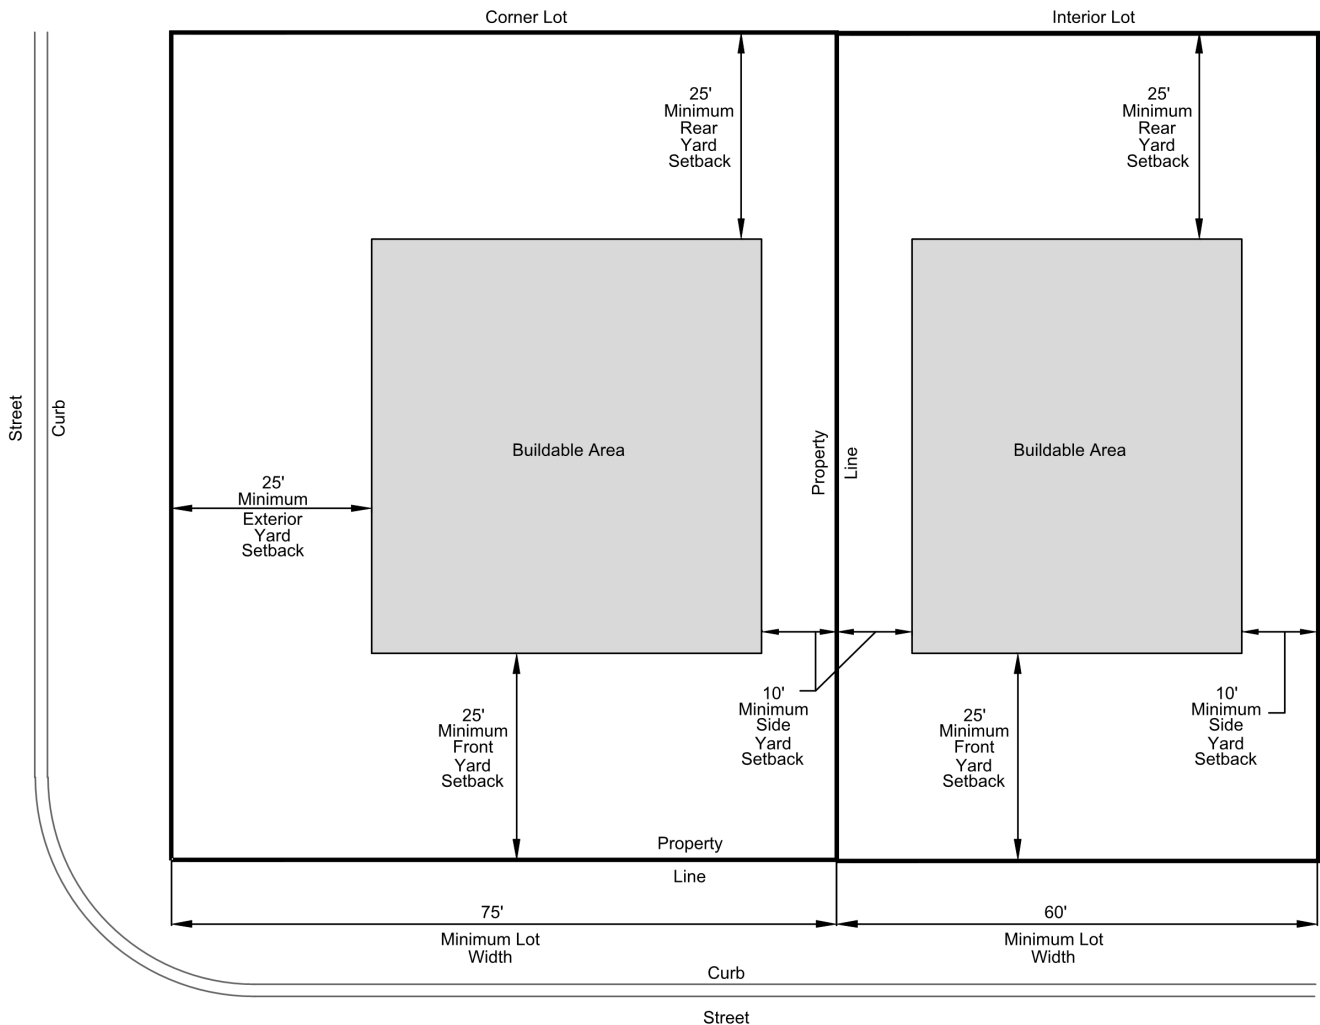 Corner Lot
Interior Lot
25'
Minimum
Rear
Yard
Setback
25'
Minimum
Rear
Yard
Setback
Street
Curb
Buildable Area
Property
Line
Buildable Area
25'
Minimum
Exterior
Yard
Setback
25'
Minimum
Front
Yard
Setback
10'
Minimum
Side
Yard
Setback
25'
Minimum
Front
Yard
Setback
10'
Minimum
Side
Yard
Setback
Property
Line
75'
Minimum Lot
Width
60'
Minimum Lot
Width
Curb
Street